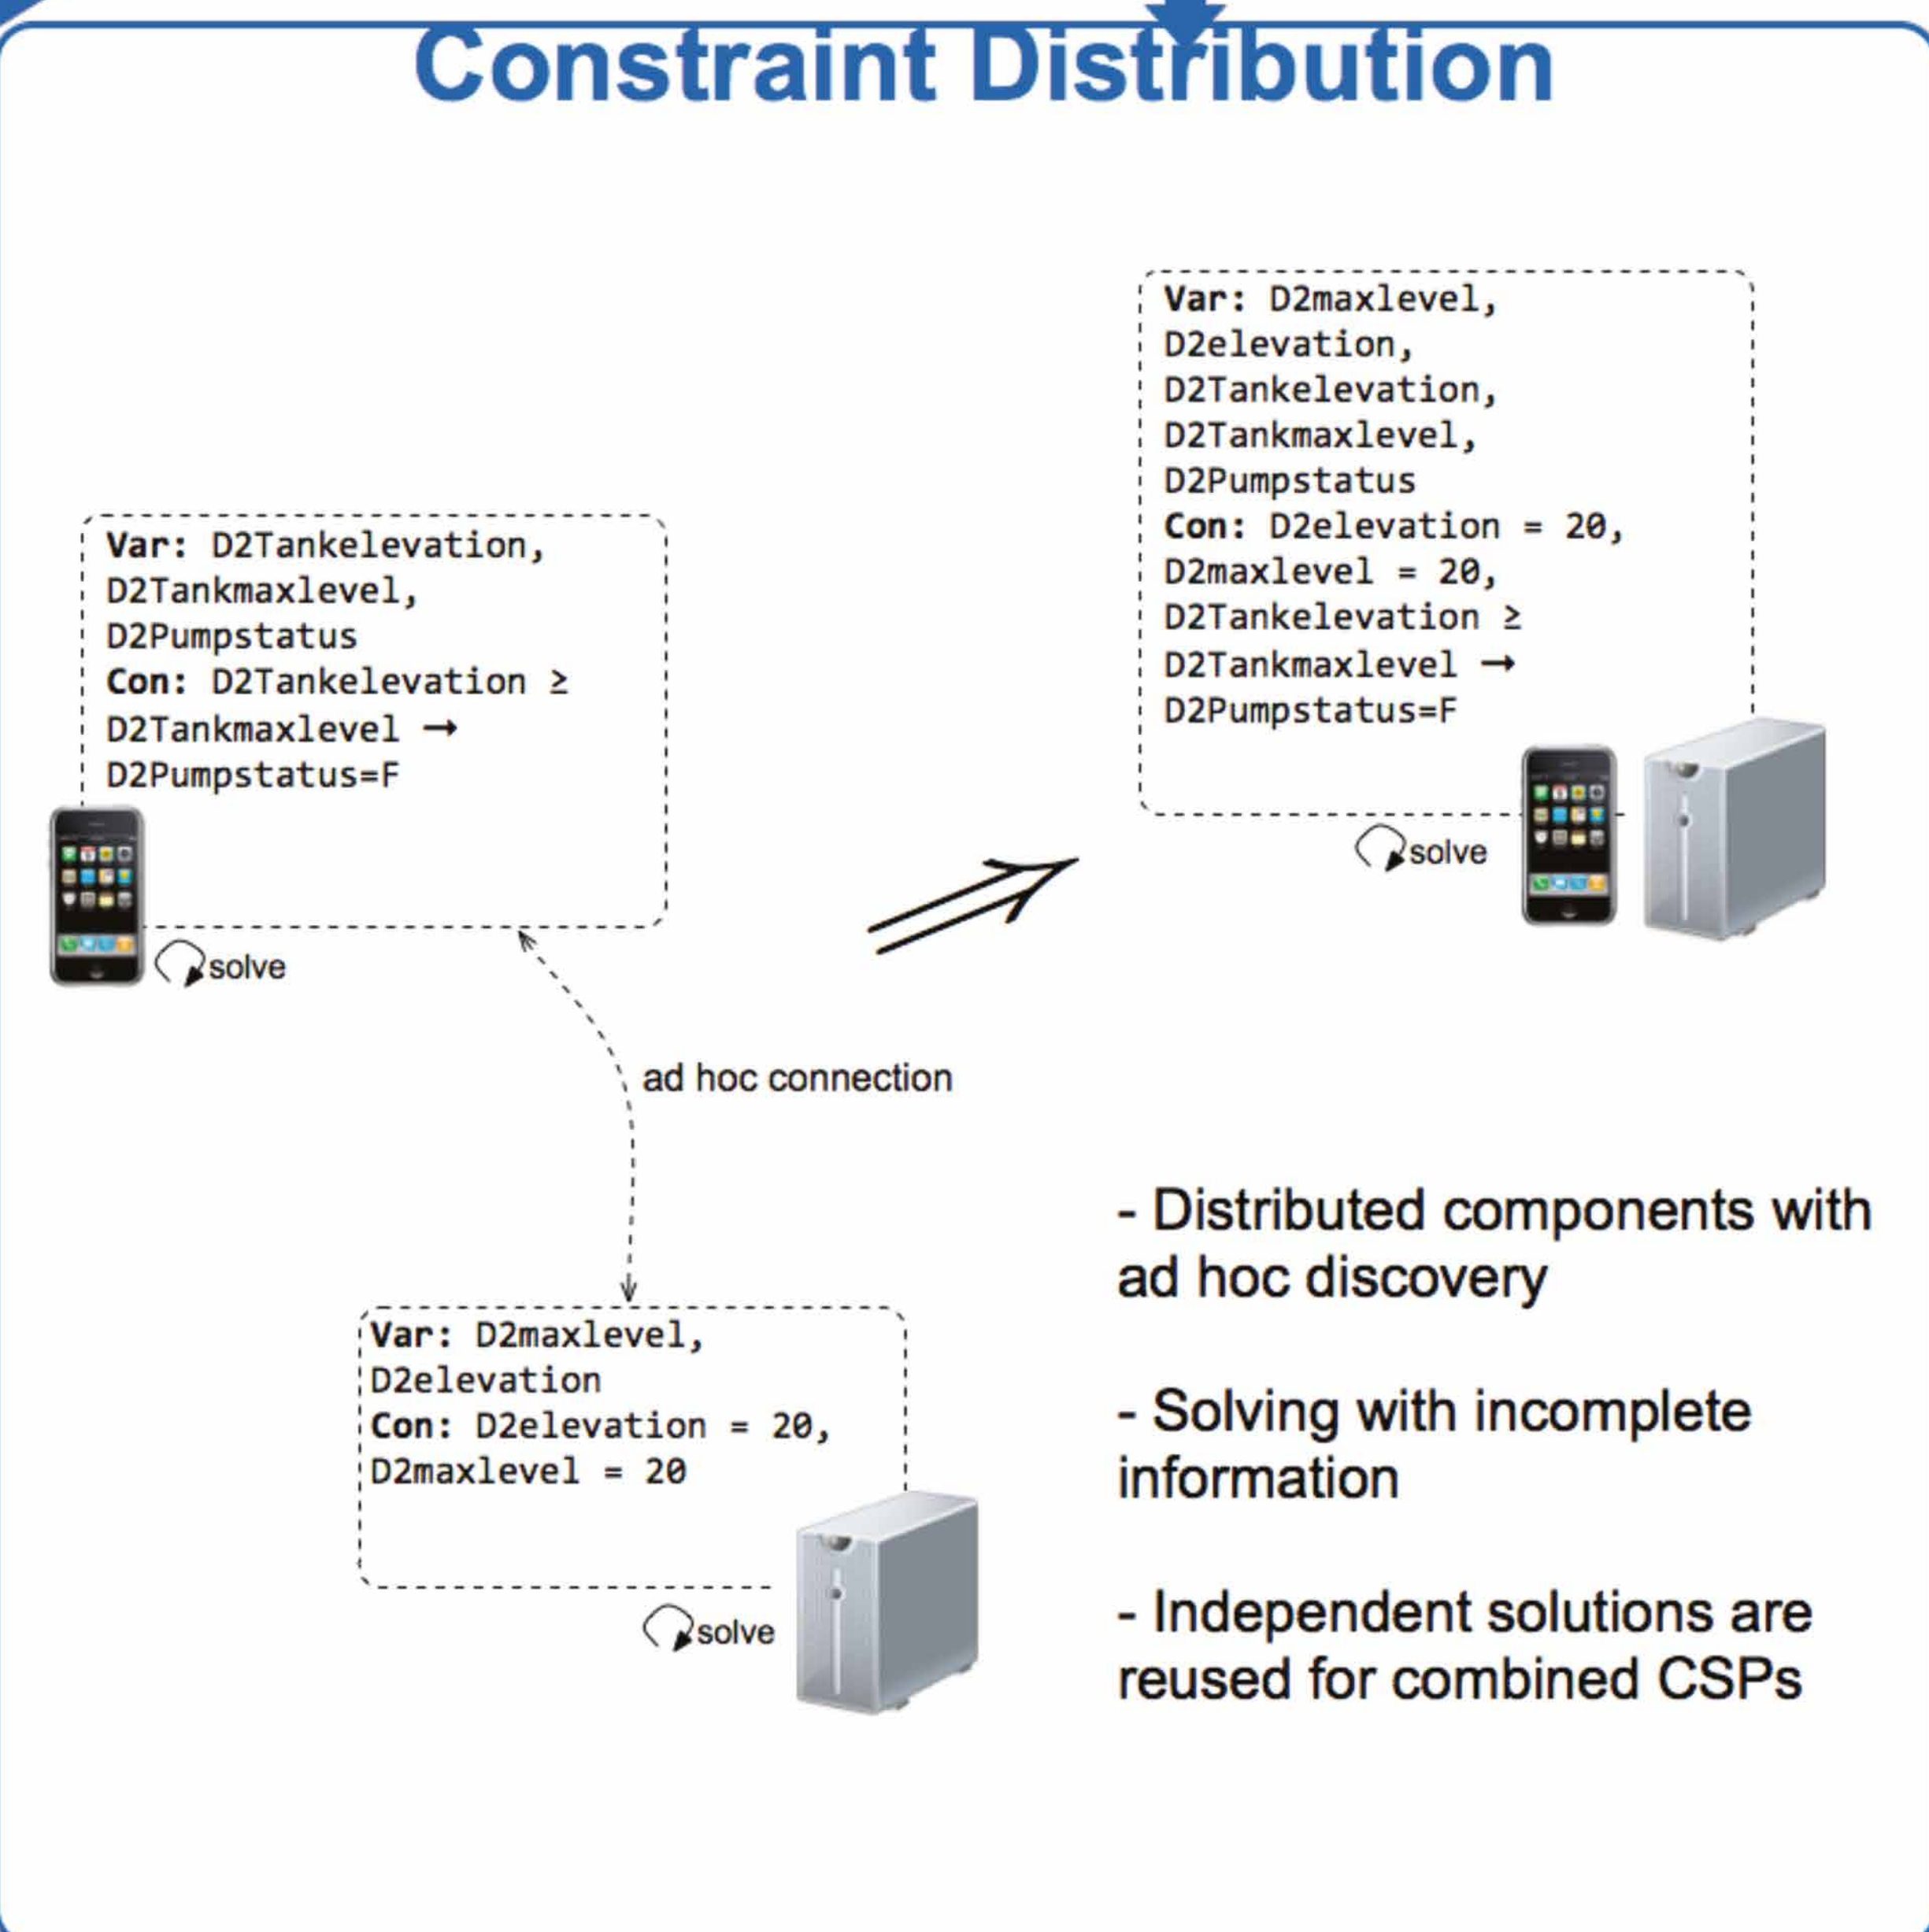 Constraint Distribution
Var: D2Tankelevation,
D2Tankmaxlevel,
D2Pumpstatus
Con: D2Tankelevation ≥
D2Tankmaxlevel →
D2Pumpstatus=F
solve
ad hoc connection
Var: D2maxlevel,
D2elevation
Con: D2elevation = 20,
D2maxlevel = 20
solve
Var: D2maxlevel,
D2elevation,
D2Tankelevation,
D2Tankmaxlevel,
D2Pumpstatus
Con: D2elevation = 20,
D2maxlevel = 20,
D2Tankelevation ≥
D2Tankmaxlevel →
D2Pumpstatus=F
solve
- Distributed components with
ad hoc discovery
- Solving with incomplete
information
- Independent solutions are
reused for combined CSPs